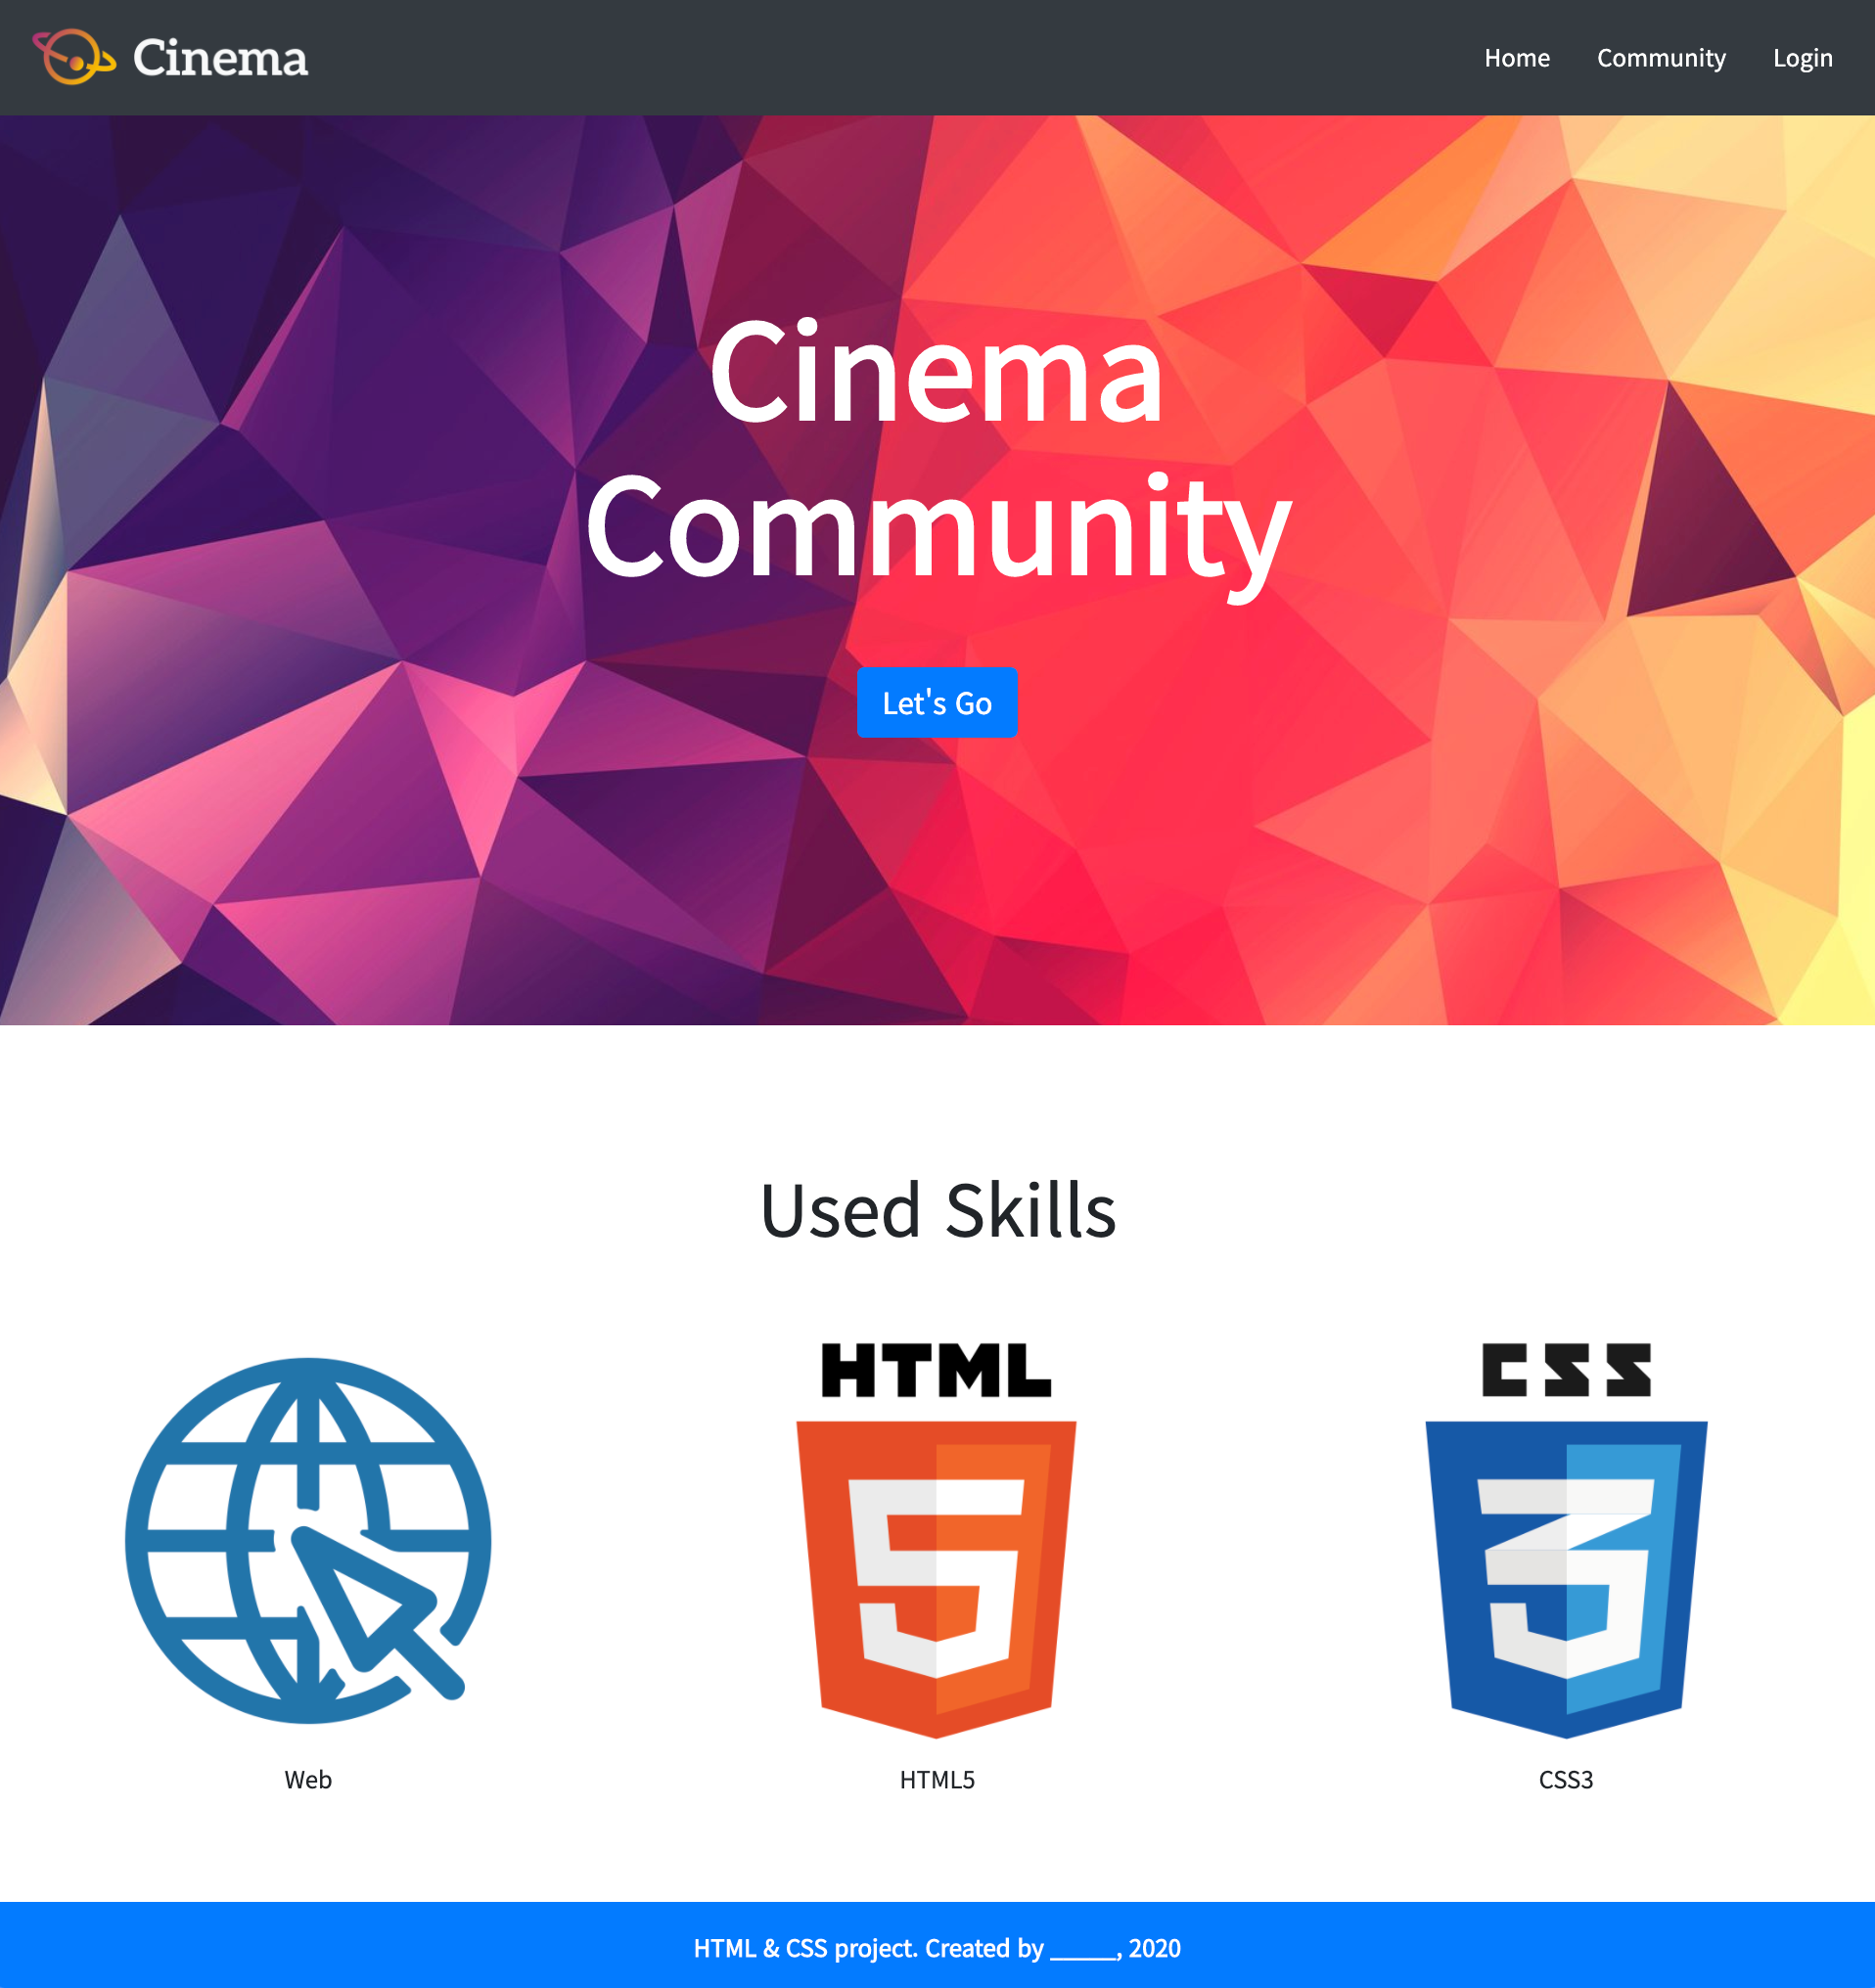 Cinema
Home Community Login
Cinema
Community
Let's Go
Used Skills
HTML
CSS
Web
HTML5
CSS3
HTML & CSS project. Created by _____, 2020